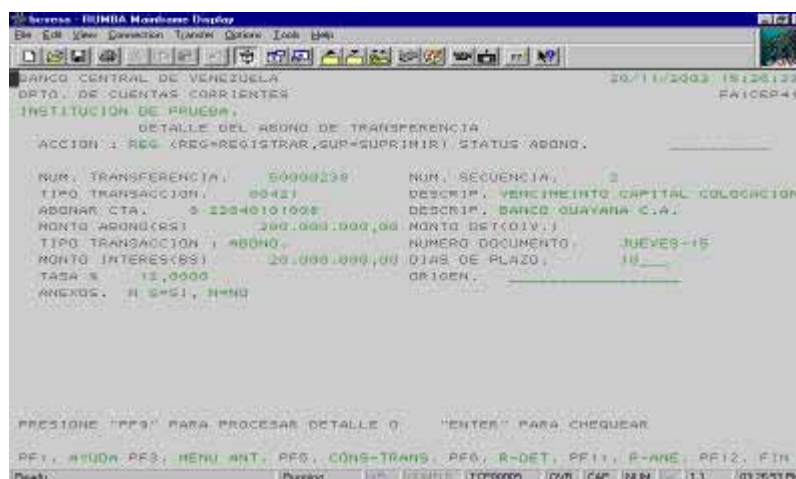 bcvesa - RUMBA Mainframe Display
File Edit View Connection Transfer Options Tools Help
BANCO CENTRAL DE VENEZUELA 20/11/2003
DPTO. DE CUENTAS CORRIENTES
INSTITUCION DE PRUEBA.
DETALLE DEL ABONO DE TRANSFERENCIA
ACCION : REG (REG=REGISTRAR,SUP=SUPRIMIR) STATUS ABONO.
NUM. TRANSFERENCIA. NUM. SECUENCIA.
TIPO TRANSACCION. 00421 DESCRIP. VENCIMEINTO CAPITAL COLOCACION
ABONAR CTA. DESCRIP. BANCO GUAYANA C.A.
MONTO ABONO(BS) 200.000.000,00 MONTO DET(DIV.)
TIPO TRANSACCION : ABONO. NUMERO DOCUMENTO. JUEVES-15
MONTO INTERES(BS) 20.000.000,00 DIAS DE PLAZO.
TASA % 12,0000 ORIGEN.
ANEXOS. N S=SI, N=NO
PRESIONE "PF9" PARA PROCESAR DETALLE O "ENTER" PARA CHEQUEAR
PF1. AYUDA PF3. MENU ANT. PF5. CONS-TRANS. PF6. R-DET. PF11. R-ANE. PF12. FIN
Ready Running